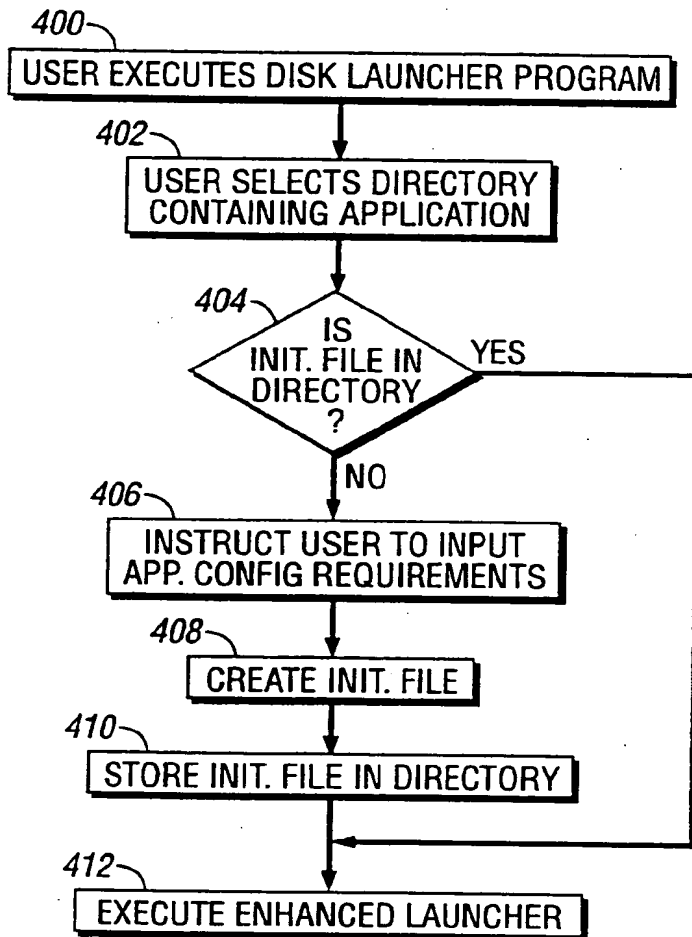 400
USER EXECUTES DISK LAUNCHER PROGRAM
402
USER SELECTS DIRECTORY
CONTAINING APPLICATION
404
IS
INIT. FILE IN
DIRECTORY
?
YES
NO
406
INSTRUCT USER TO INPUT
APP. CONFIG REQUIREMENTS
408
CREATE INIT. FILE
410
STORE INIT. FILE IN DIRECTORY
412
EXECUTE ENHANCED LAUNCHER